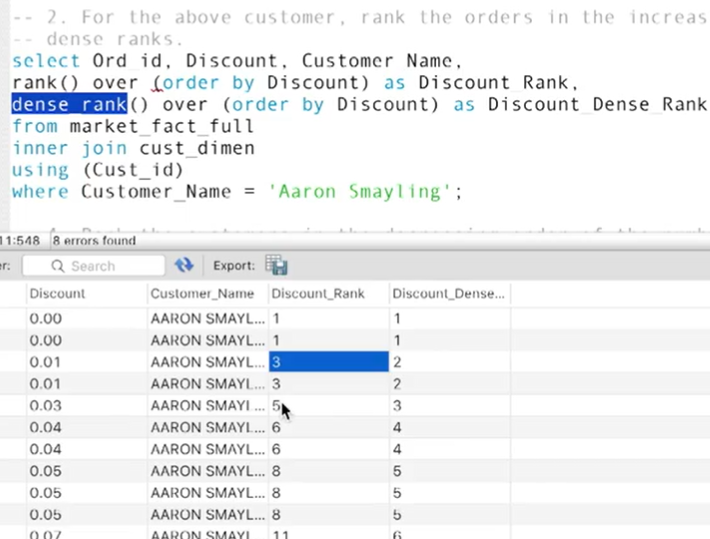 -- 2. For the above customer, rank the orders in the increas
-- dense ranks.
select Ord_id, Discount, Customer_Name,
rank() over (order by Discount) as Discount_Rank,
dense_rank() over (order by Discount) as Discount_Dense_Rank
from market_fact_full
inner join cust_dimen
using (Cust_id)
where Customer_Name = 'Aaron Smayling';
11:548 8 errors found
er: Search Export:
Discount Customer_Name Discount_Rank Discount_Dense...
0.00 AARON SMAYL... 1 1
0.00 AARON SMAYL... 1 1
0.01 AARON SMAYL... 3 2
0.01 AARON SMAYL... 3 2
0.03 AARON SMAYL... 5 3
0.04 AARON SMAYL... 6 4
0.04 AARON SMAYL... 6 4
0.05 AARON SMAYL... 8 5
0.05 AARON SMAYL... 8 5
0.05 AARON SMAYL... 8 5
0.07 AARON SMAYL... 11 6